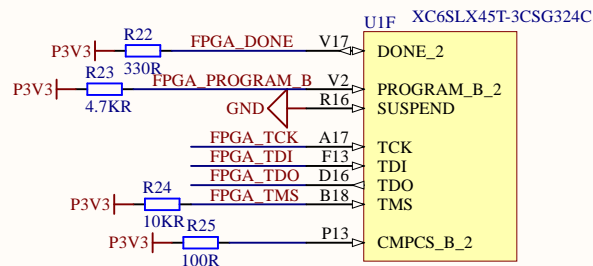 U1F XC6SLX45T-3CSG324C
R22 FPGA_DONE V17
P3V3 DONE_2
330R
R23 FPGA_PROGRAM_B V2
P3V3 PROGRAM_B_2
4.7KR GND R16 SUSPEND
FPGA_TCK A17 TCK
FPGA_TDI F13 TDI
FPGA_TDO D16 TDO
R24 FPGA_TMS B18 TMS
P3V3
10KR
R25
P3V3 P13 CMPCS_B_2
100R